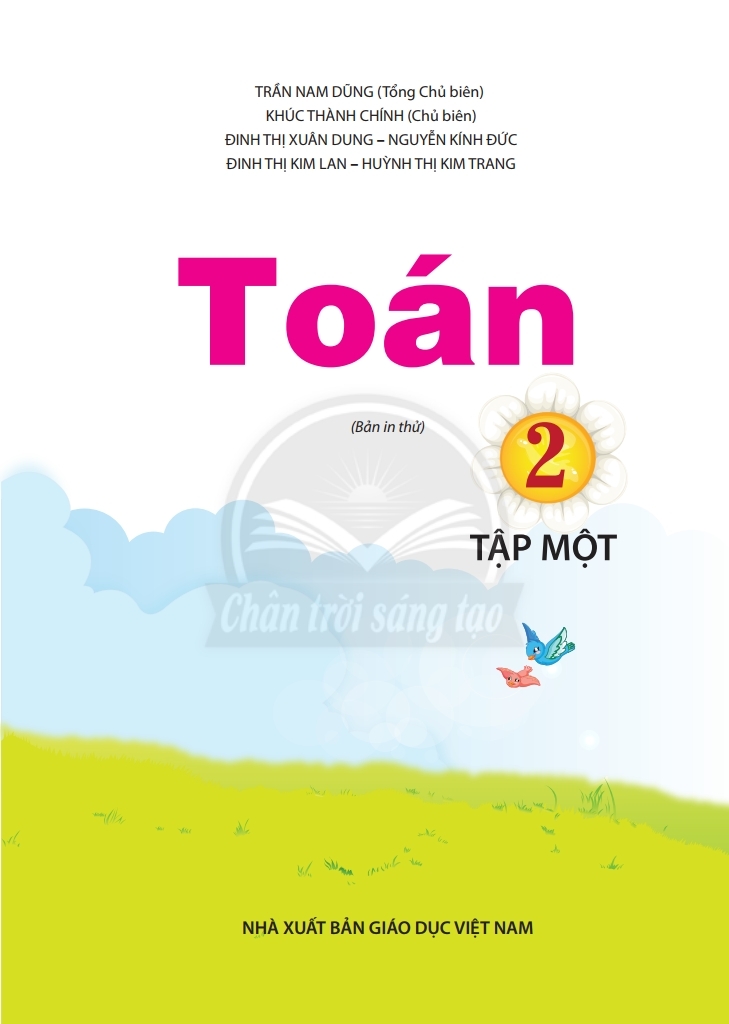 TRẦN NAM DŨNG (Tổng Chủ biên)
KHÚC THÀNH CHÍNH (Chủ biên)
ĐINH THỊ XUÂN DUNG – NGUYỄN KÍNH ĐỨC
ĐINH THỊ KIM LAN – HUỲNH THỊ KIM TRANG
Toán
(Bản in thử)
2
TẬP MỘT
Chân trời sáng tạo
NHÀ XUẤT BẢN GIÁO DỤC VIỆT NAM